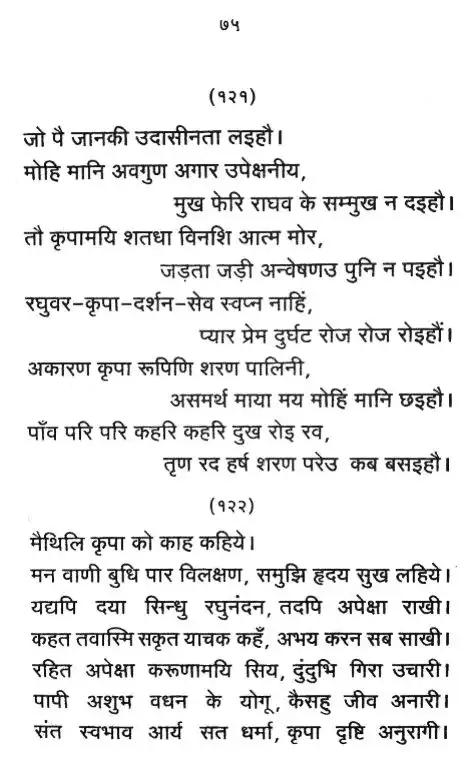 ७५
(१२१)
जो पै जानकी उदासीनता लइहौ।
मोहि मानि अवगुण अगार उपेक्षनीय,
मुख फेरि राघव के सम्मुख न दइहौ।
तौ कृपामयि शतधा विनशि आत्म मोर,
जड़ता जड़ी अन्वेषणउ पुनि न पइहौ।
रघुवर-कृपा-दर्शन-सेव स्वप्न नाहिं,
प्यार प्रेम दुर्घट रोज रोज रोइहौं।
अकारण कृपा रूपिणि शरण पालिनी,
असमर्थ माया मय मोहिं मानि छइहौ।
पाँव परि परि कहरि कहरि दुख रोइ रव,
तृण रद हर्ष शरण परेउ कब बसइहौ।
(१२२)
मैथिलि कृपा को काह कहिये।
मन वाणी बुधि पार विलक्षण, समुझि हृदय सुख लहिये।
यद्यपि दया सिन्धु रघुनंदन, तदपि अपेक्षा राखी।
कहत तवास्मि सकृत याचक कहँ, अभय करन सब साखी।
रहित अपेक्षा करूणामयि सिय, दुंदुभि गिरा उचारी।
पापी अशुभ वधन के योगू, कैसहु जीव अनारी।
संत स्वभाव आर्य सत धर्मा, कृपा दृष्टि अनुरागी।